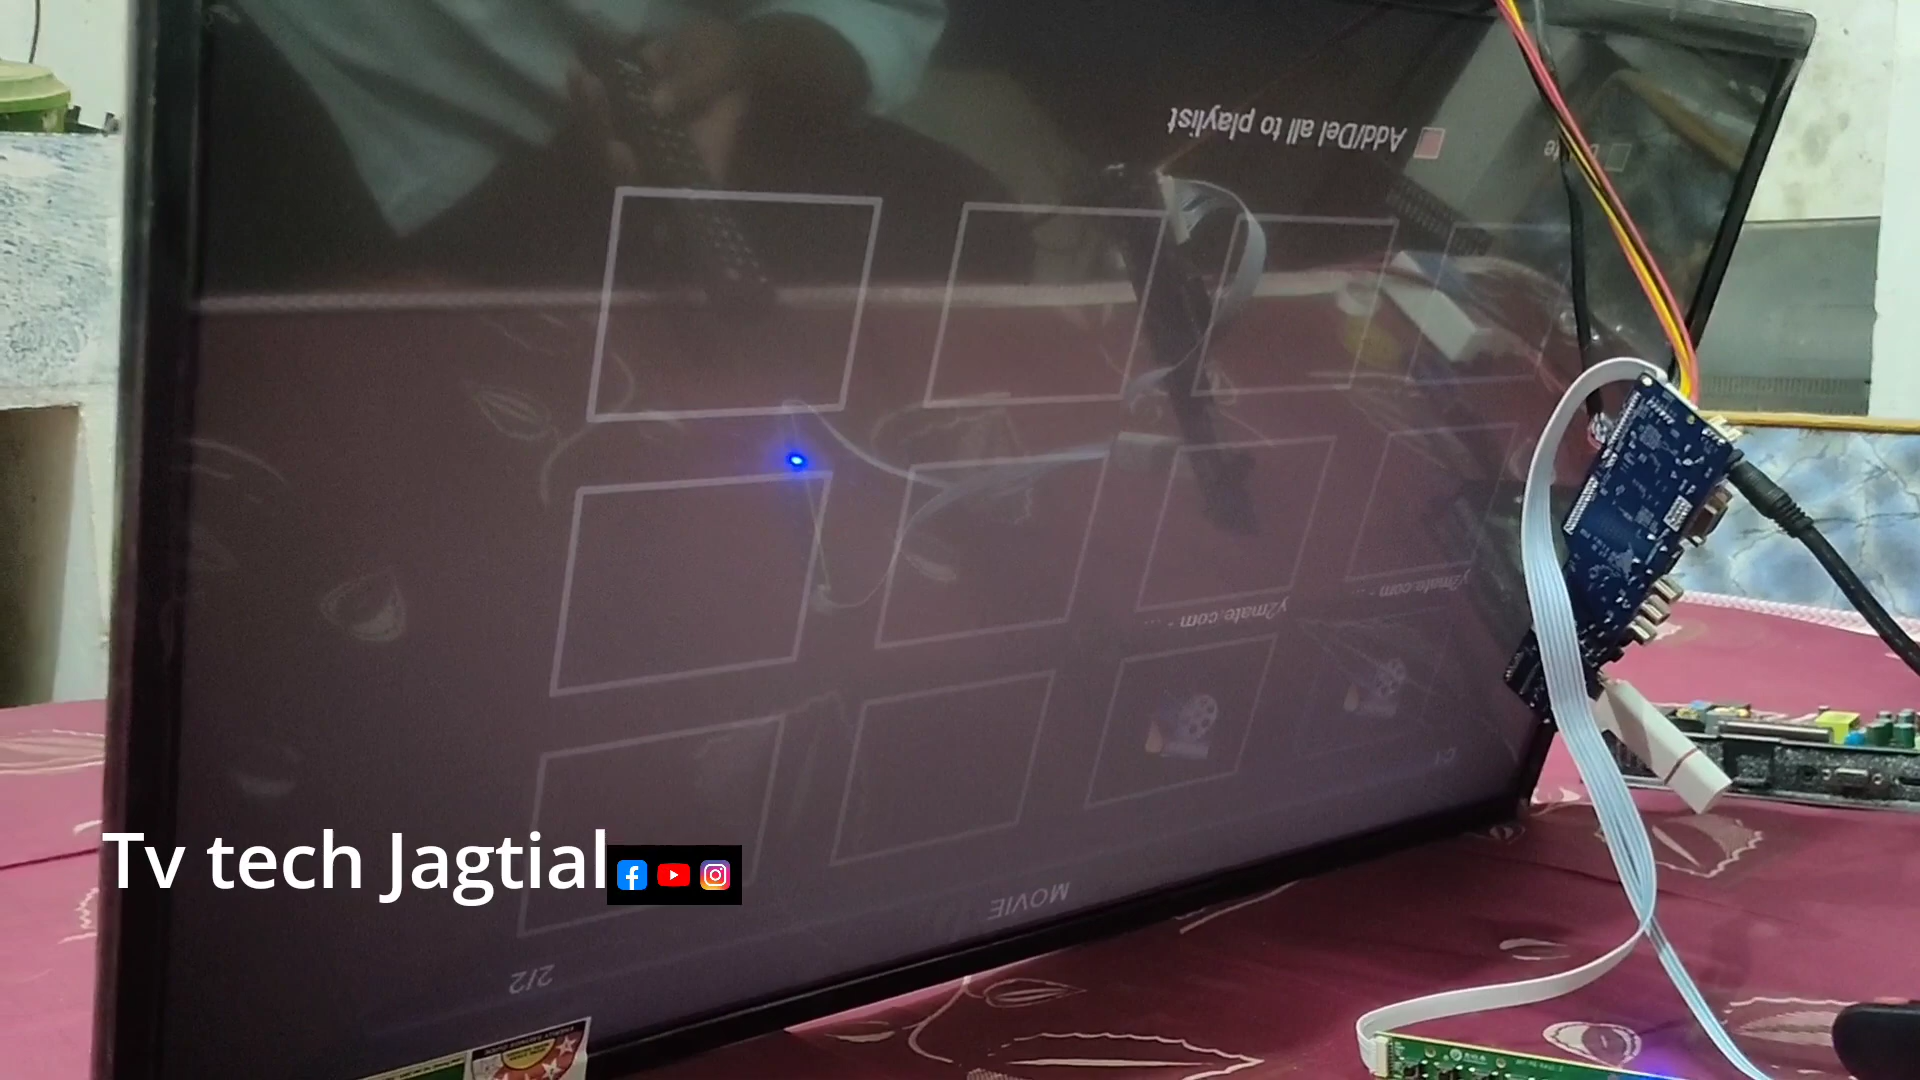 Add/Del all to playlist
y2mate.com - ...
y2mate.com - ...
MOVIE
2/2
Tv tech Jagtial